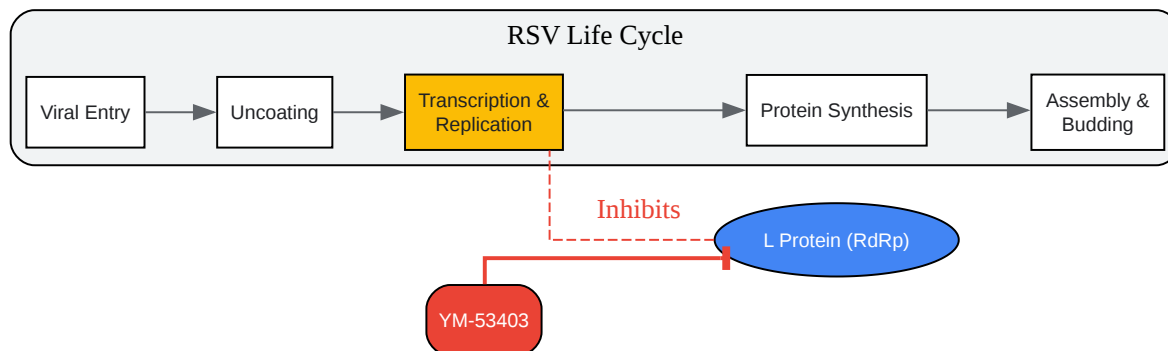 RSV Life Cycle
Viral Entry
Uncoating
Transcription &
Replication
Protein Synthesis
Assembly &
Budding
Inhibits
L Protein (RdRp)
YM-53403